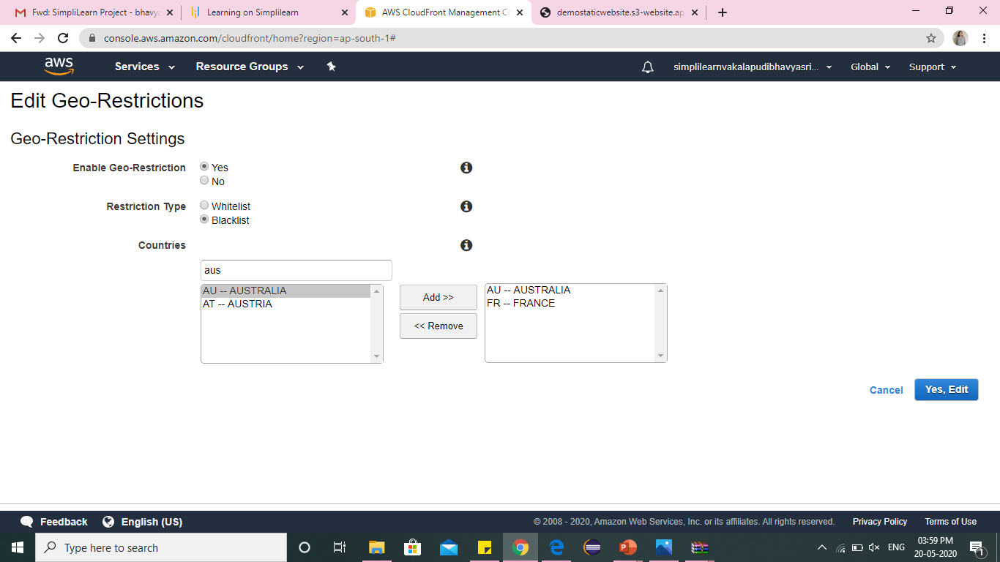 Fwd: SimpliLearn Project - bhavya
Learning on Simplilearn
AWS CloudFront Management Co
demostaticwebsite.s3-website.ap
console.aws.amazon.com/cloudfront/home?region=ap-south-1#
aws
Services
Resource Groups
simplilearnvakalapudibhavyasri...
Global
Support
Edit Geo-Restrictions
Geo-Restriction Settings
Enable Geo-Restriction
Yes
No
Restriction Type
Whitelist
Blacklist
Countries
aus
AU -- AUSTRALIA
AT -- AUSTRIA
Add >>
<< Remove
AU -- AUSTRALIA
FR -- FRANCE
Cancel
Yes, Edit
Feedback
English (US)
© 2008 - 2020, Amazon Web Services, Inc. or its affiliates. All rights reserved.
Privacy Policy
Terms of Use
Type here to search
ENG
03:59 PM
20-05-2020
1